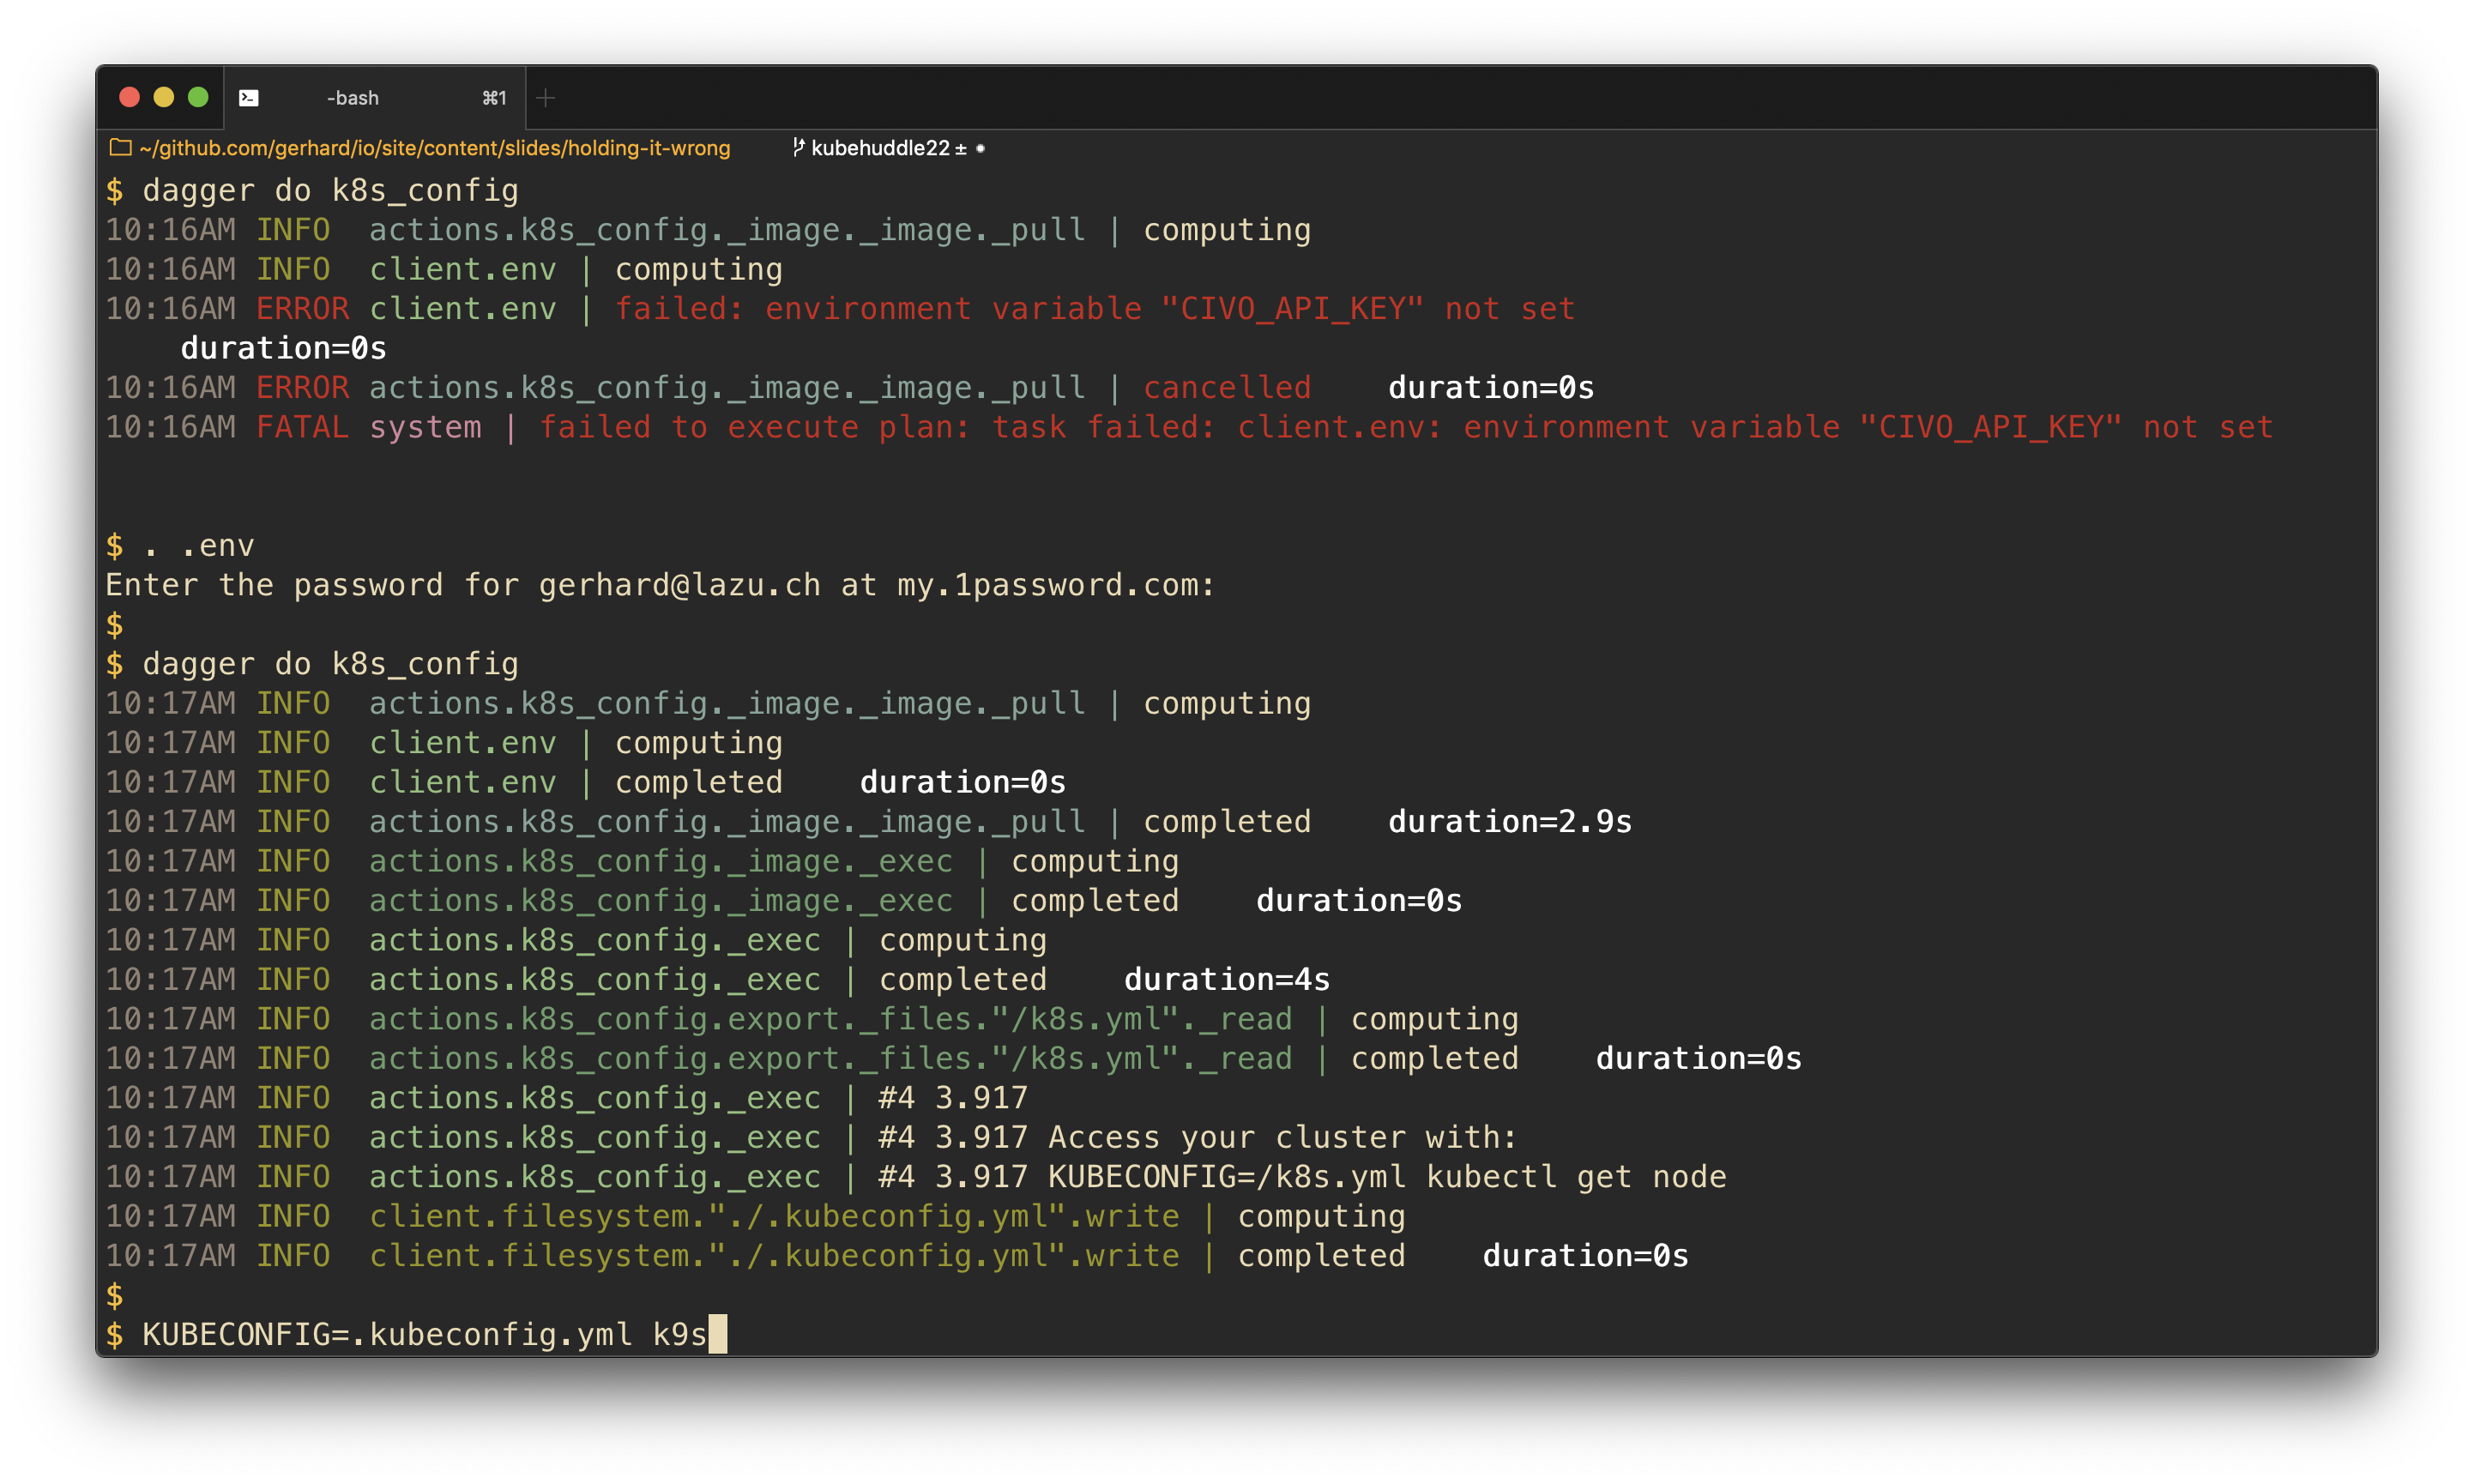 -bash ⌘1 +
~/github.com/gerhard/io/site/content/slides/holding-it-wrong kubehuddle22 ± •
$ dagger do k8s_config
10:16AM INFO  actions.k8s_config._image._image._pull | computing
10:16AM INFO  client.env | computing
10:16AM ERROR client.env | failed: environment variable "CIVO_API_KEY" not set
    duration=0s
10:16AM ERROR actions.k8s_config._image._image._pull | cancelled    duration=0s
10:16AM FATAL system | failed to execute plan: task failed: client.env: environment variable "CIVO_API_KEY" not set
$ . .env
Enter the password for gerhard@lazu.ch at my.1password.com:
$
$ dagger do k8s_config
10:17AM INFO  actions.k8s_config._image._image._pull | computing
10:17AM INFO  client.env | computing
10:17AM INFO  client.env | completed    duration=0s
10:17AM INFO  actions.k8s_config._image._image._pull | completed    duration=2.9s
10:17AM INFO  actions.k8s_config._image._exec | computing
10:17AM INFO  actions.k8s_config._image._exec | completed    duration=0s
10:17AM INFO  actions.k8s_config._exec | computing
10:17AM INFO  actions.k8s_config._exec | completed    duration=4s
10:17AM INFO  actions.k8s_config.export._files."/k8s.yml"._read | computing
10:17AM INFO  actions.k8s_config.export._files."/k8s.yml"._read | completed    duration=0s
10:17AM INFO  actions.k8s_config._exec | #4 3.917
10:17AM INFO  actions.k8s_config._exec | #4 3.917 Access your cluster with:
10:17AM INFO  actions.k8s_config._exec | #4 3.917 KUBECONFIG=/k8s.yml kubectl get node
10:17AM INFO  client.filesystem."./.kubeconfig.yml".write | computing
10:17AM INFO  client.filesystem."./.kubeconfig.yml".write | completed    duration=0s
$
$ KUBECONFIG=.kubeconfig.yml k9s